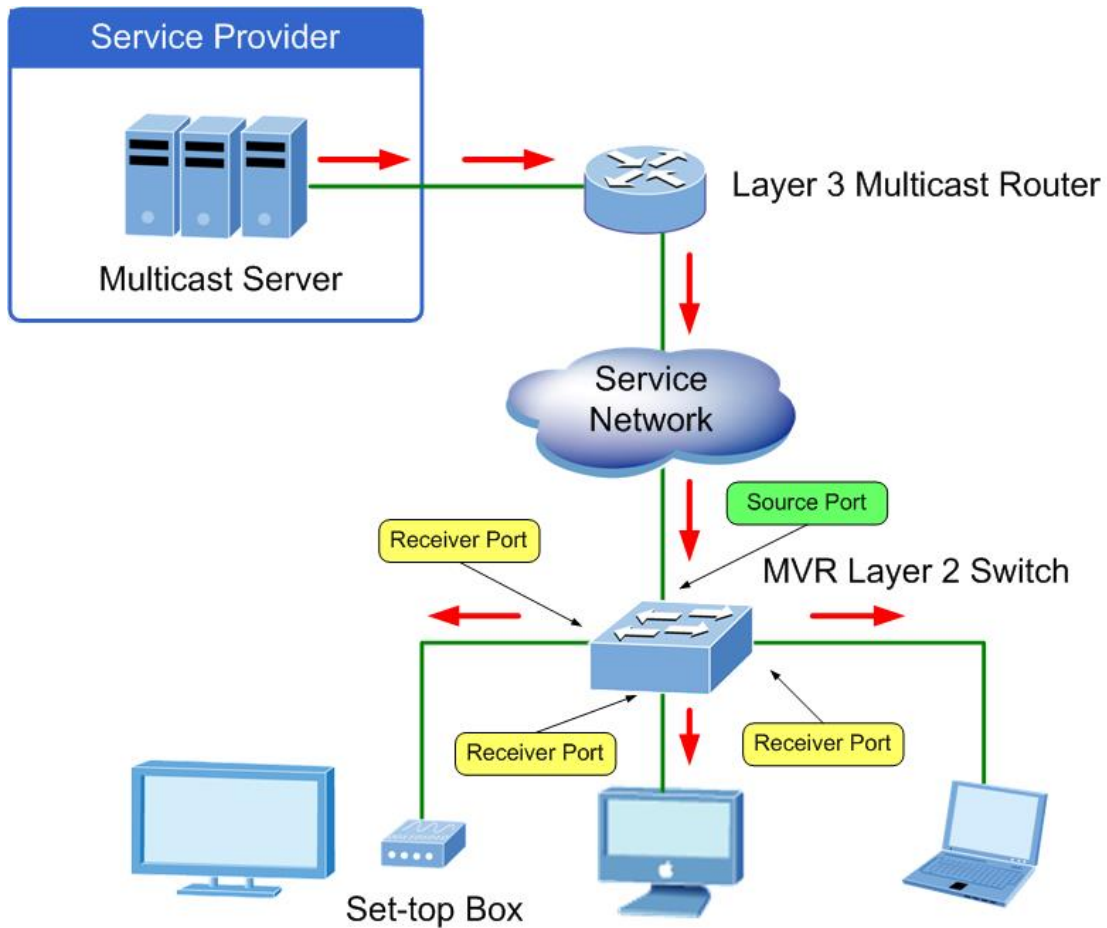 Service Provider
Multicast Server
Layer 3 Multicast Router
Service
Network
Source Port
Receiver Port
MVR Layer 2 Switch
Receiver Port
Receiver Port
Set-top Box